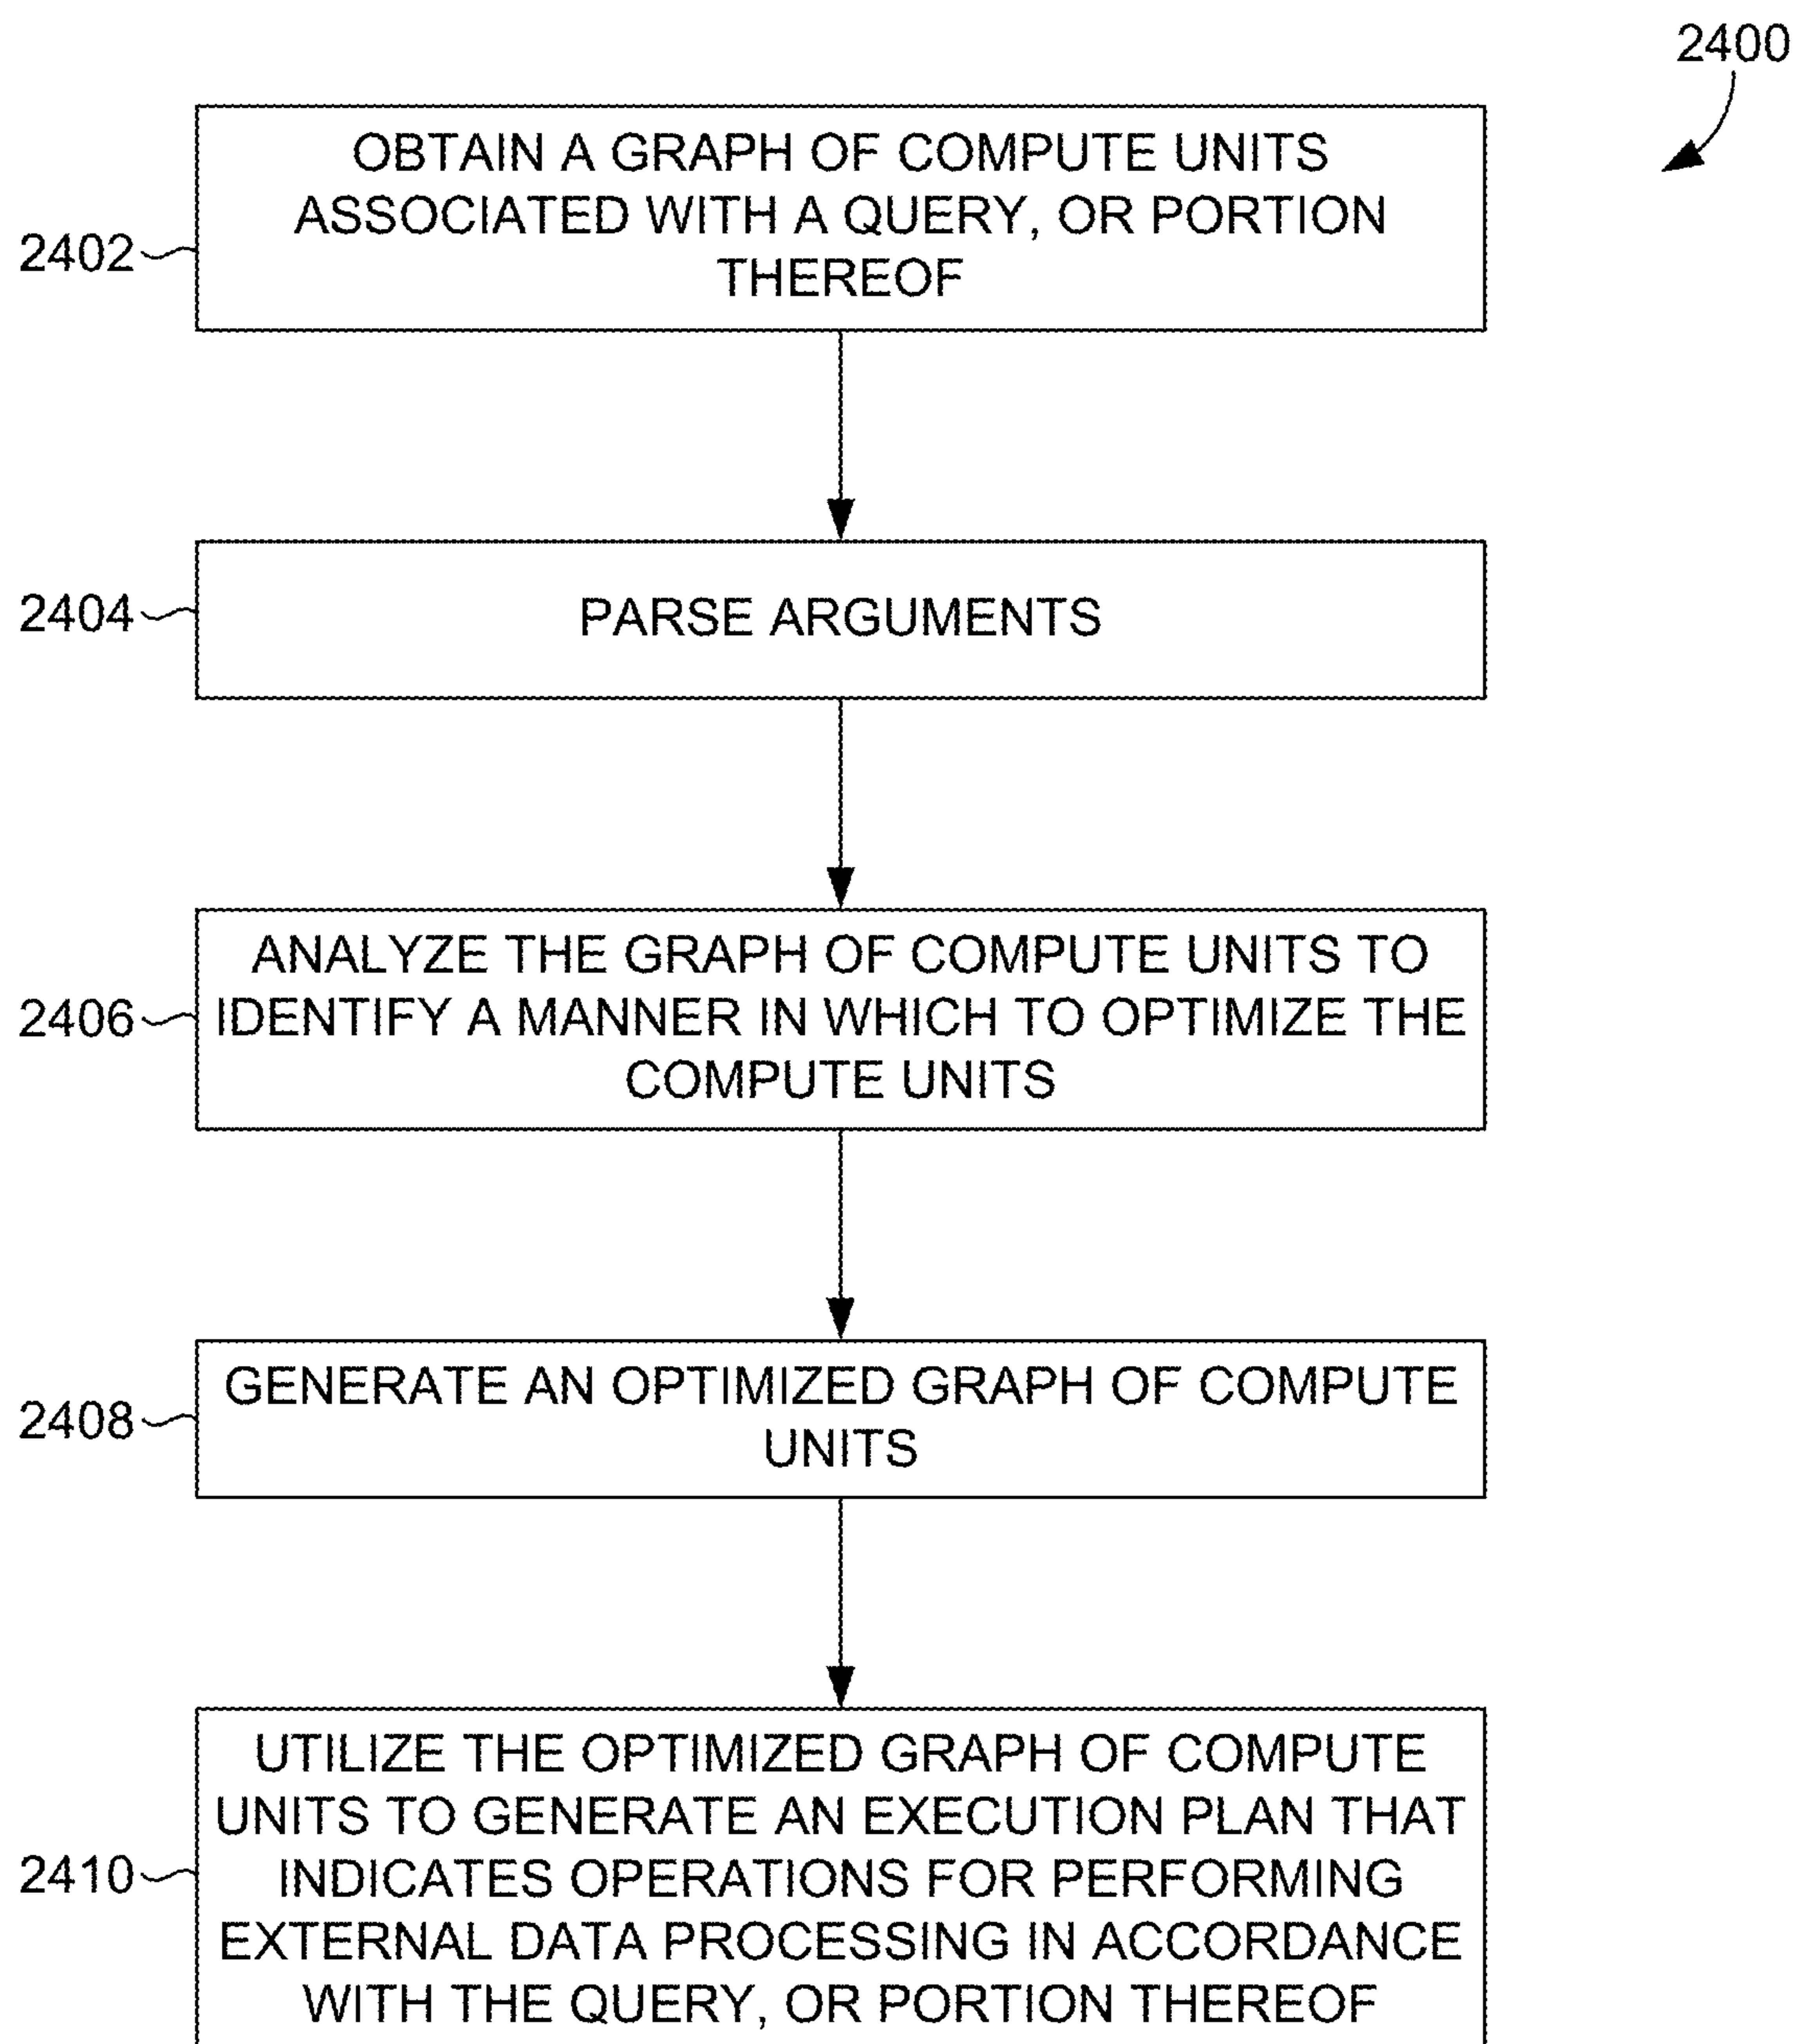 2400
OBTAIN A GRAPH OF COMPUTE UNITS
ASSOCIATED WITH A QUERY, OR PORTION
THEREOF
2402
PARSE ARGUMENTS
2404
ANALYZE THE GRAPH OF COMPUTE UNITS TO
IDENTIFY A MANNER IN WHICH TO OPTIMIZE THE
COMPUTE UNITS
2406
GENERATE AN OPTIMIZED GRAPH OF COMPUTE
UNITS
2408
UTILIZE THE OPTIMIZED GRAPH OF COMPUTE
UNITS TO GENERATE AN EXECUTION PLAN THAT
INDICATES OPERATIONS FOR PERFORMING
EXTERNAL DATA PROCESSING IN ACCORDANCE
WITH THE QUERY, OR PORTION THEREOF
2410